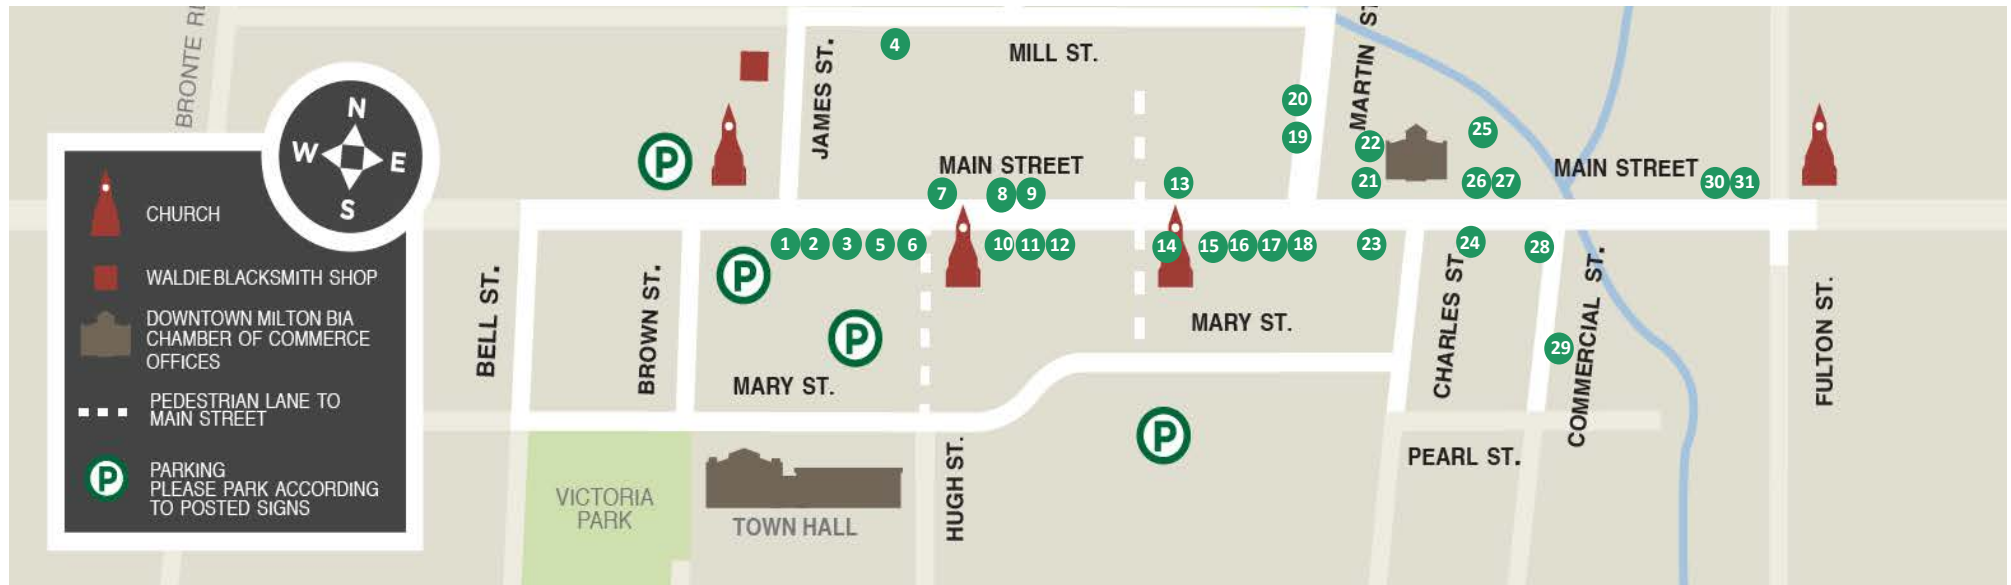 BRONTE RD
JAMES ST.
4
MILL ST.
MARTIN ST.
N
W E
S
CHURCH
WALDIE BLACKSMITH SHOP
DOWNTOWN MILTON BIA
CHAMBER OF COMMERCE
OFFICES
PEDESTRIAN LANE TO
MAIN STREET
P
PARKING
PLEASE PARK ACCORDING
TO POSTED SIGNS
P
20
19
22
25
MAIN STREET
MAIN STREET
7 8 9
13
21
26 27
30 31
1 2 3 5 6
10 11 12
14 15 16 17 18
23
24
28
P
P
BELL ST.
BROWN ST.
MARY ST.
MARY ST.
CHARLES ST.
29
COMMERCIAL ST.
FULTON ST.
P
HUGH ST.
PEARL ST.
VICTORIA
PARK
TOWN HALL